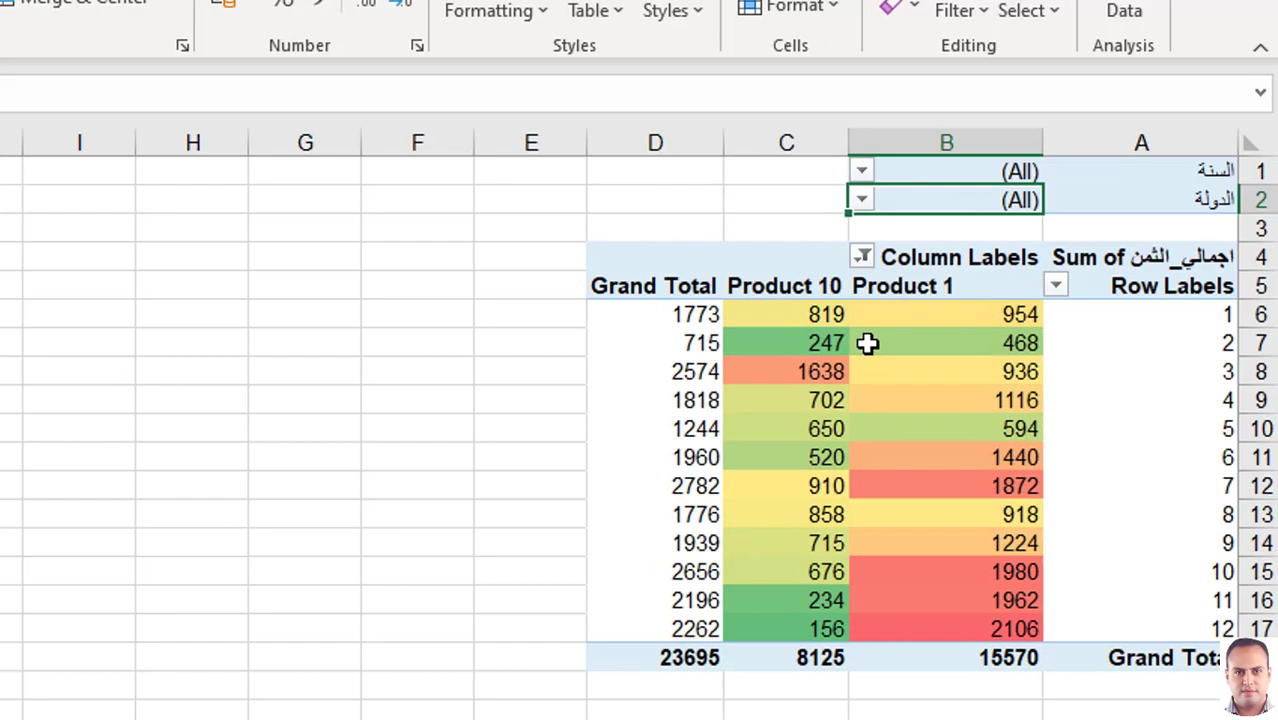 Merge & Center % 9 .00 .0
Formatting Table Styles Format Filter Select Data
Number Styles Cells Editing Analysis
I H G F E D C B A
(All) السنة 1
(All) الدولة 2
3
Column Labels Sum of اجمالي_الثمن 4
Grand Total Product 10 Product 1 Row Labels 5
1773 819 954 1 6
715 247 468 2 7
2574 1638 936 3 8
1818 702 1116 4 9
1244 650 594 5 10
1960 520 1440 6 11
2782 910 1872 7 12
1776 858 918 8 13
1939 715 1224 9 14
2656 676 1980 10 15
2196 234 1962 11 16
2262 156 2106 12 17
23695 8125 15570 Grand